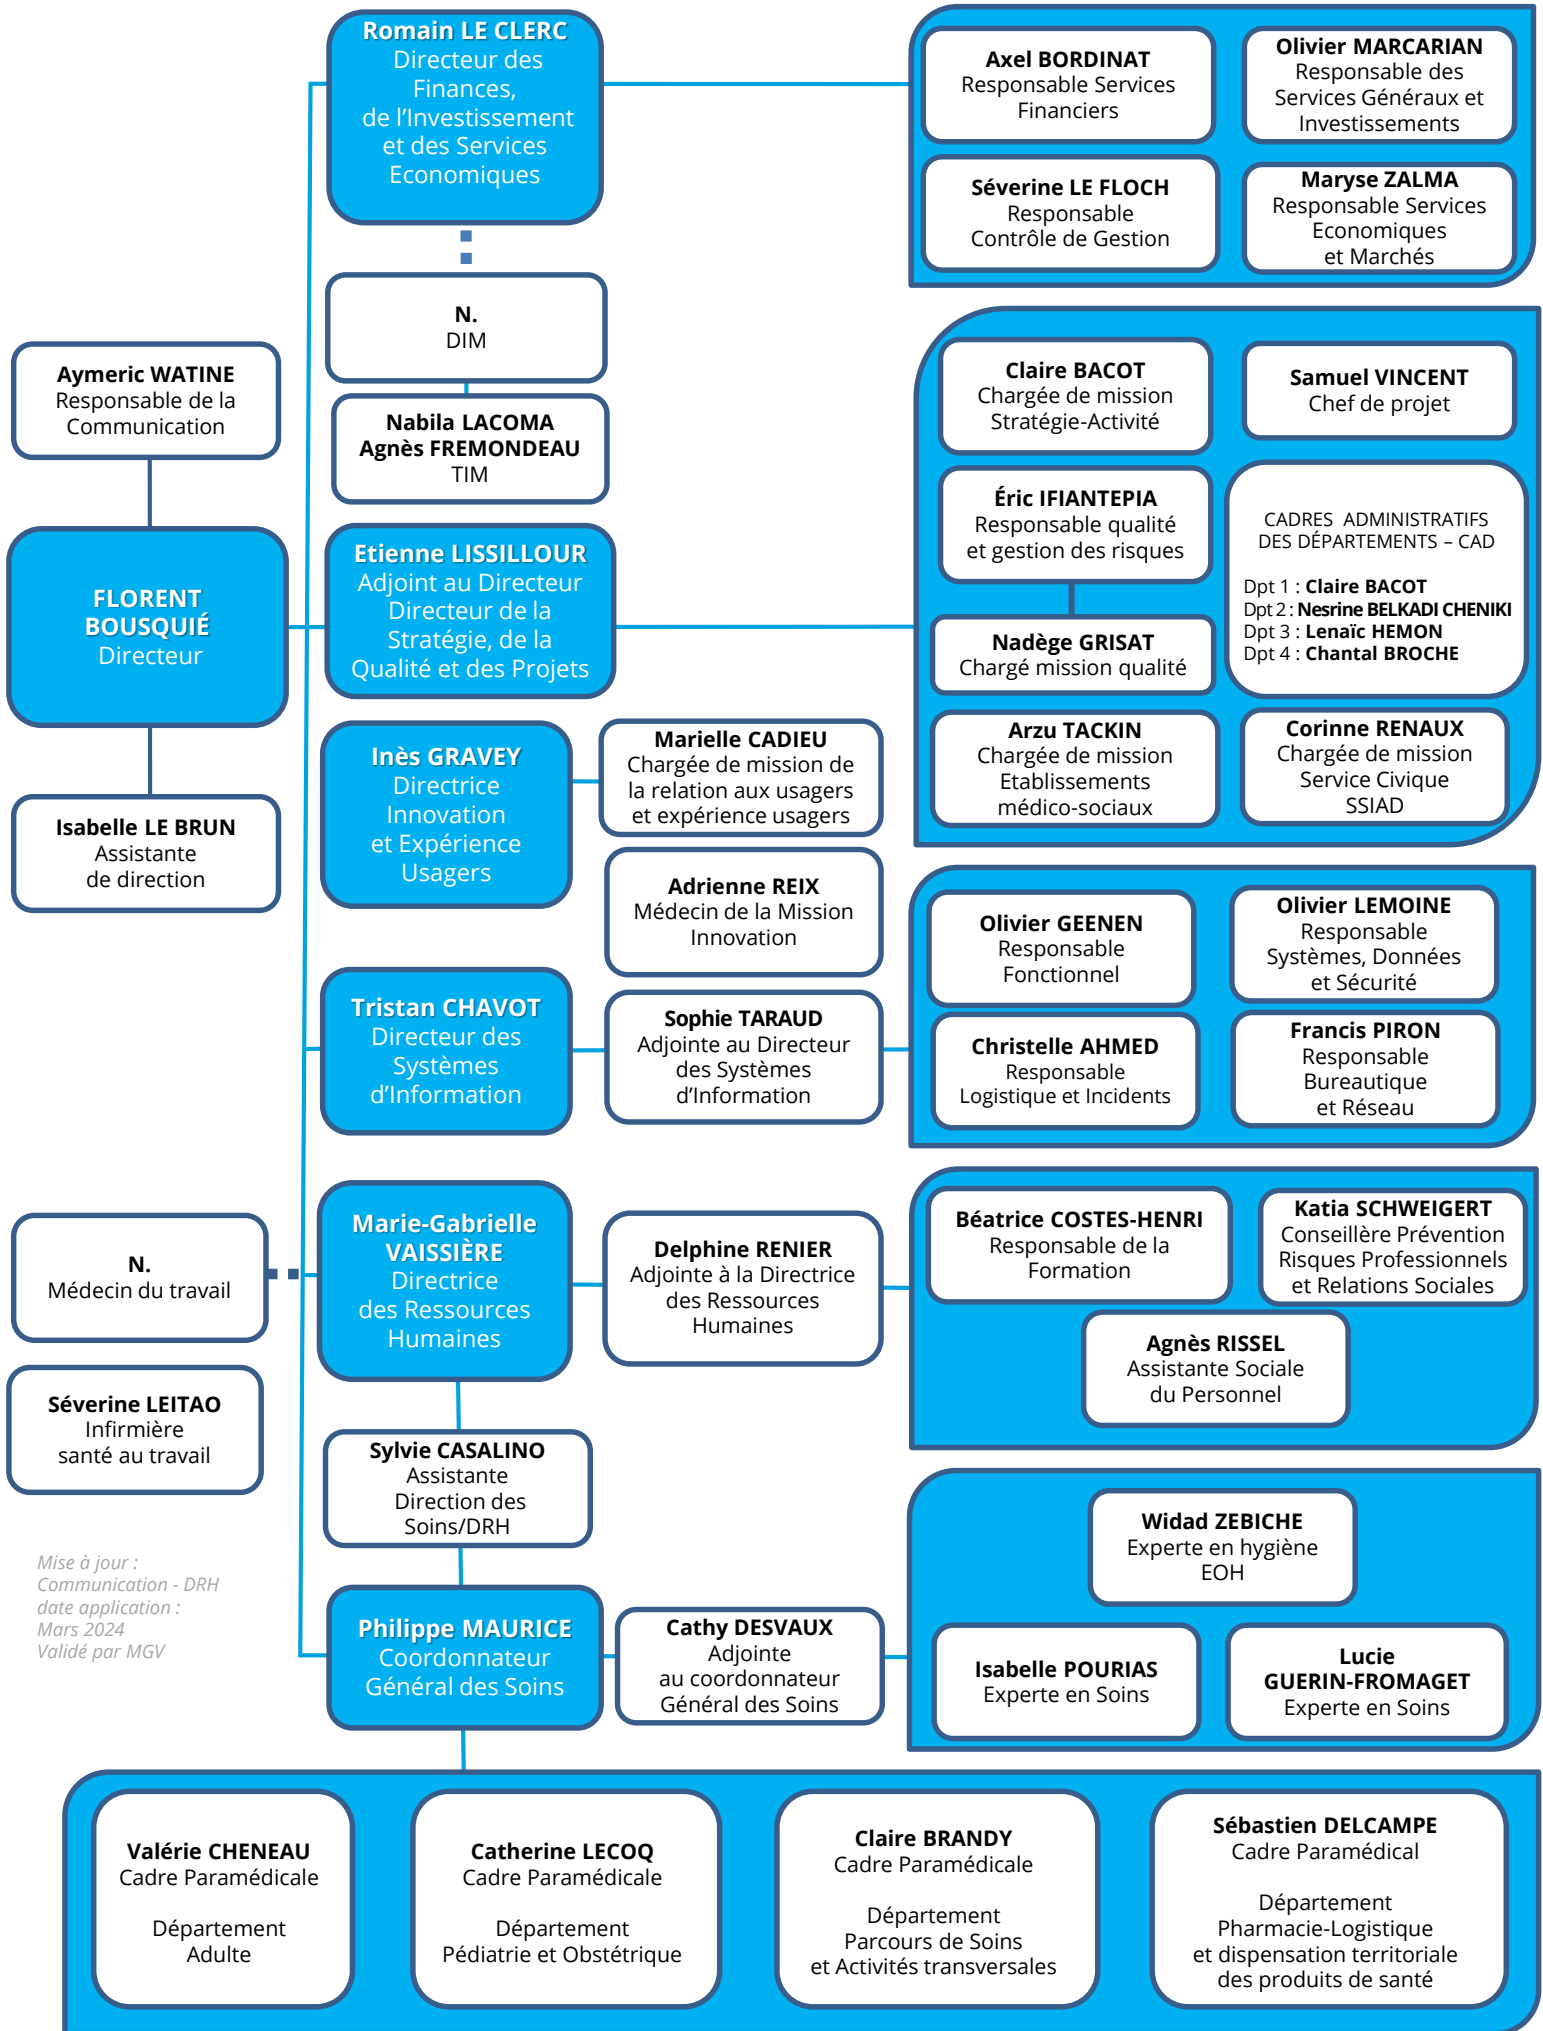 Romain LE CLERC
Directeur des
Finances,
de l'Investissement
et des Services
Economiques
Axel BORDINAT
Responsable Services
Financiers
Olivier MARCARIAN
Responsable des
Services Généraux et
Investissements
Séverine LE FLOCH
Responsable
Contrôle de Gestion
Maryse ZALMA
Responsable Services
Economiques
et Marchés
N.
DIM
Nabila LACOMA
Agnès FREMONDEAU
TIM
Aymeric WATINE
Responsable de la
Communication
FLORENT
BOUSQUIÉ
Directeur
Isabelle LE BRUN
Assistante
de direction
Etienne LISSILLOUR
Adjoint au Directeur
Directeur de la
Stratégie, de la
Qualité et des Projets
Claire BACOT
Chargée de mission
Stratégie-Activité
Samuel VINCENT
Chef de projet
Éric IFIANTEPIA
Responsable qualité
et gestion des risques
CADRES ADMINISTRATIFS
DES DÉPARTEMENTS – CAD
Dpt 1 : Claire BACOT
Dpt 2 : Nesrine BELKADI CHENIKI
Dpt 3 : Lenaïc HEMON
Dpt 4 : Chantal BROCHE
Nadège GRISAT
Chargé mission qualité
Arzu TACKIN
Chargée de mission
Etablissements
médico-sociaux
Corinne RENAUX
Chargée de mission
Service Civique
SSIAD
Inès GRAVEY
Directrice
Innovation
et Expérience
Usagers
Marielle CADIEU
Chargée de mission de
la relation aux usagers
et expérience usagers
Adrienne REIX
Médecin de la Mission
Innovation
Tristan CHAVOT
Directeur des
Systèmes
d'Information
Sophie TARAUD
Adjointe au Directeur
des Systèmes
d'Information
Olivier GEENEN
Responsable
Fonctionnel
Olivier LEMOINE
Responsable
Systèmes, Données
et Sécurité
Christelle AHMED
Responsable
Logistique et Incidents
Francis PIRON
Responsable
Bureautique
et Réseau
N.
Médecin du travail
Séverine LEITAO
Infirmière
santé au travail
Marie-Gabrielle
VAISSIÈRE
Directrice
des Ressources
Humaines
Delphine RENIER
Adjointe à la Directrice
des Ressources
Humaines
Béatrice COSTES-HENRI
Responsable de la
Formation
Katia SCHWEIGERT
Conseillère Prévention
Risques Professionnels
et Relations Sociales
Agnès RISSEL
Assistante Sociale
du Personnel
Sylvie CASALINO
Assistante
Direction des
Soins/DRH
Mise à jour :
Communication - DRH
date application :
Mars 2024
Validé par MGV
Philippe MAURICE
Coordonnateur
Général des Soins
Cathy DESVAUX
Adjointe
au coordonnateur
Général des Soins
Widad ZEBICHE
Experte en hygiène
EOH
Isabelle POURIAS
Experte en Soins
Lucie
GUERIN-FROMAGET
Experte en Soins
Valérie CHENEAU
Cadre Paramédicale
Département
Adulte
Catherine LECOQ
Cadre Paramédicale
Département
Pédiatrie et Obstétrique
Claire BRANDY
Cadre Paramédicale
Département
Parcours de Soins
et Activités transversales
Sébastien DELCAMPE
Cadre Paramédical
Département
Pharmacie-Logistique
et dispensation territoriale
des produits de santé